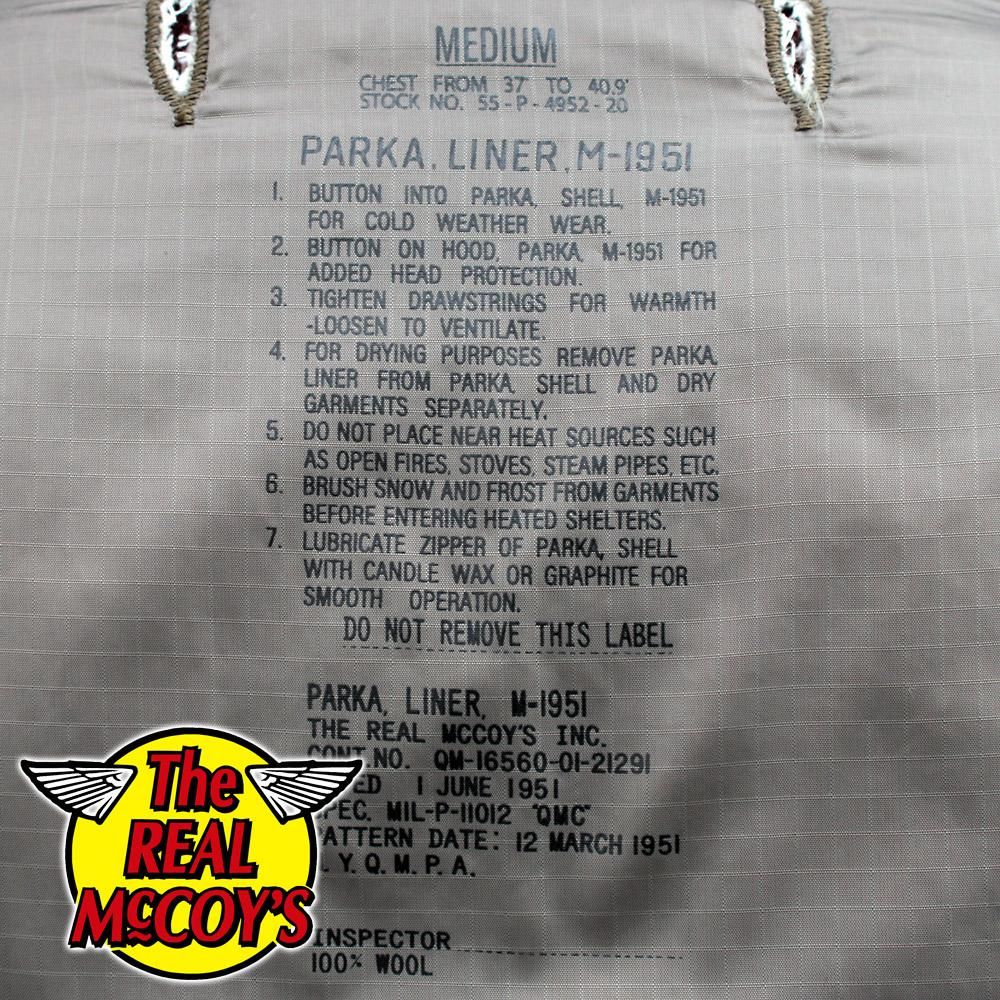 MEDIUM
CHEST FROM 37" TO 40.9"
STOCK NO. 55-P-4952-20
PARKA, LINER, M-1951
1. BUTTON INTO PARKA, SHELL, M-1951
FOR COLD WEATHER WEAR.
2. BUTTON ON HOOD, PARKA, M-1951 FOR
ADDED HEAD PROTECTION.
3. TIGHTEN DRAWSTRINGS FOR WARMTH
-LOOSEN TO VENTILATE.
4. FOR DRYING PURPOSES REMOVE PARKA,
LINER FROM PARKA, SHELL AND DRY
GARMENTS SEPARATELY.
5. DO NOT PLACE NEAR HEAT SOURCES SUCH
AS OPEN FIRES, STOVES, STEAM PIPES, ETC.
6. BRUSH SNOW AND FROST FROM GARMENTS
BEFORE ENTERING HEATED SHELTERS.
7. LUBRICATE ZIPPER OF PARKA, SHELL
WITH CANDLE WAX OR GRAPHITE FOR
SMOOTH OPERATION.
DO NOT REMOVE THIS LABEL
PARKA, LINER, M-1951
THE REAL MCCOY'S INC.
CONT.NO. QM-16560-OI-21291
ED 1 JUNE 1951
PEC. MIL-P-11012 "QMC"
ATTERN DATE: 12 MARCH 1951
. Y. Q. M. P. A.
INSPECTOR
100% WOOL
The
REAL
McCOY'S